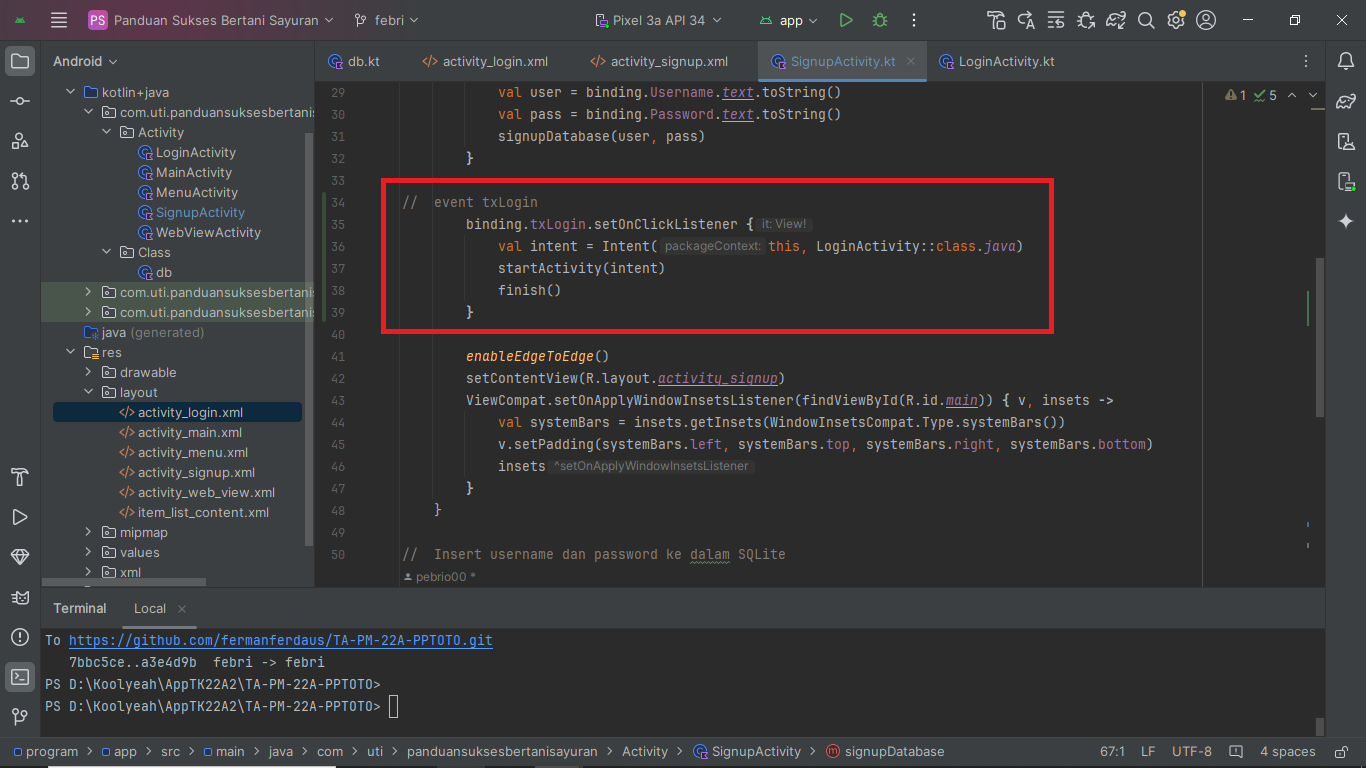 PS Panduan Sukses Bertani Sayuran febri Pixel 3a API 34 app
Android
db.kt activity_login.xml activity_signup.xml SignupActivity.kt LoginActivity.kt
kotlin+java
com.uti.panduansuksesbertanis
Activity
LoginActivity
MainActivity
MenuActivity
SignupActivity
WebViewActivity
Class
db
com.uti.panduansuksesbertanis
com.uti.panduansuksesbertanis
java (generated)
res
drawable
layout
activity_login.xml
activity_main.xml
activity_menu.xml
activity_signup.xml
activity_web_view.xml
item_list_content.xml
mipmap
values
xml
1 5
29 val user = binding.Username.text.toString()
30 val pass = binding.Password.text.toString()
31 signupDatabase(user, pass)
32 }
33
34 // event txLogin
35 binding.txLogin.setOnClickListener { it: View!
36 val intent = Intent( packageContext: this, LoginActivity::class.java)
37 startActivity(intent)
38 finish()
39 }
40
41 enableEdgeToEdge()
42 setContentView(R.layout.activity_signup)
43 ViewCompat.setOnApplyWindowInsetsListener(findViewById(R.id.main)) { v, insets ->
44 val systemBars = insets.getInsets(WindowInsetsCompat.Type.systemBars())
45 v.setPadding(systemBars.left, systemBars.top, systemBars.right, systemBars.bottom)
46 insets ^setOnApplyWindowInsetsListener
47 }
48 }
49
50 // Insert username dan password ke dalam SQLite
pebrio00 *
Terminal Local
To https://github.com/fermanferdaus/TA-PM-22A-PPTOTO.git
7bbc5ce..a3e4d9b febri -> febri
PS D:\Koolyeah\AppTK22A2\TA-PM-22A-PPTOTO>
PS D:\Koolyeah\AppTK22A2\TA-PM-22A-PPTOTO>
program > app > src > main > java > com > uti > panduansuksesbertanisayuran > Activity > SignupActivity > signupDatabase 67:1 LF UTF-8 4 spaces